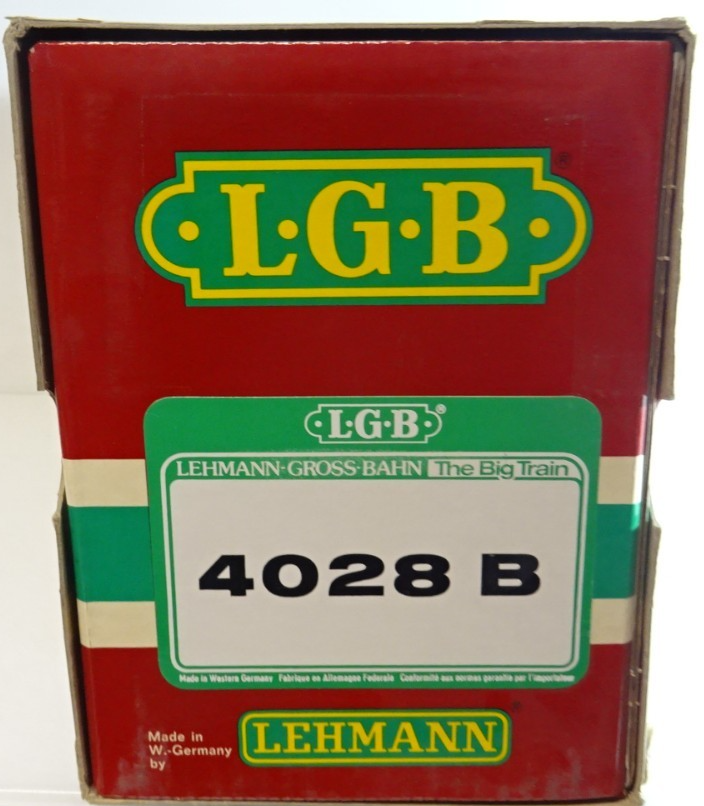 L·G·B ®
L·G·B ®
LEHMANN·GROSS·BAHN The Big Train
4028 B
Made in Western Germany Fabrique en Allemagne Federale Conformité aux normes garantie par l'importateur
Made in
W.-Germany
by
LEHMANN